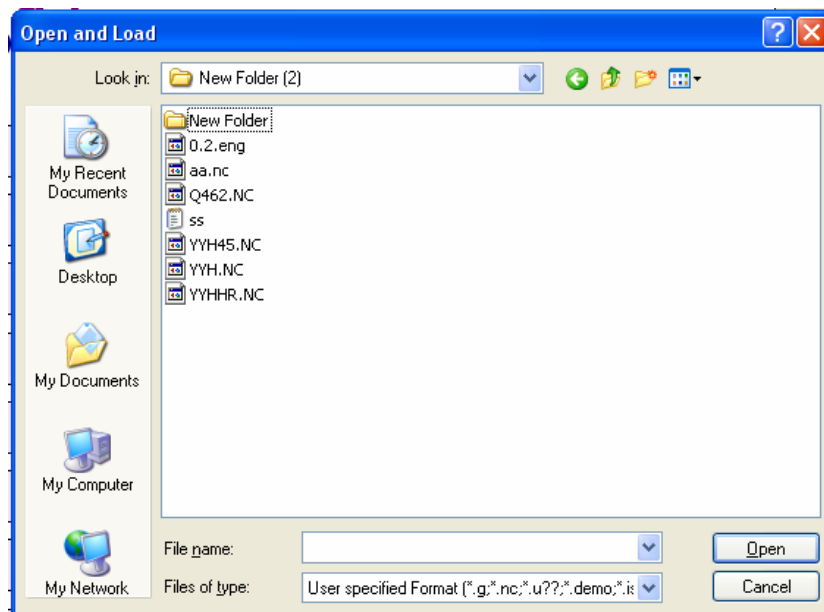 Open and Load
Look in: New Folder (2)
New Folder
0.2.eng
aa.nc
Q462.NC
ss
YYH45.NC
YYH.NC
YYHHR.NC
My Recent
Documents
Desktop
My Documents
My Computer
My Network
File name:
Open
Files of type: User specified Format (*.g;*.nc;*.u??;*.demo;*.is
Cancel